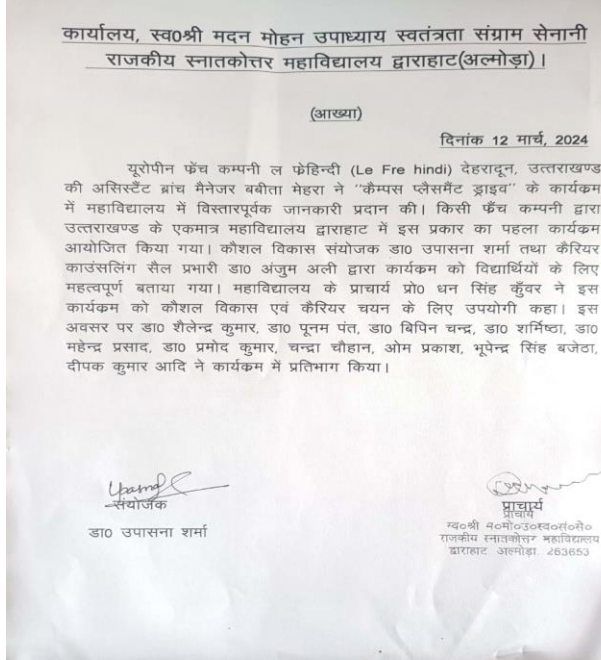 कार्यालय, स्व0श्री मदन मोहन उपाध्याय स्वतंत्रता संग्राम सेनानी
राजकीय स्नातकोत्तर महाविद्यालय द्वाराहाट(अल्मोड़ा)।
(आख्या)
दिनांक 12 मार्च, 2024
यूरोपीन फ्रेंच कम्पनी ल फ्रेहिन्दी (Le Fre hindi) देहरादून, उत्तराखण्ड
की असिस्टैंट ब्रांच मैनेजर बबीता मेहरा ने "कैम्पस प्लैसमैंट ड्राइव" के कार्यक्रम
में महाविद्यालय में विस्तारपूर्वक जानकारी प्रदान की। किसी फ्रैंच कम्पनी द्वारा
उत्तराखण्ड के एकमात्र महाविद्यालय द्वाराहाट में इस प्रकार का पहला कार्यक्रम
आयोजित किया गया। कौशल विकास संयोजक डा0 उपासना शर्मा तथा कैरियर
काउंसलिंग सैल प्रभारी डा0 अंजुम अली द्वारा कार्यक्रम को विद्यार्थियों के लिए
महत्वपूर्ण बताया गया। महाविद्यालय के प्राचार्य प्रो0 धन सिंह कुँवर ने इस
कार्यक्रम को कौशल विकास एवं कैरियर चयन के लिए उपयोगी कहा। इस
अवसर पर डा0 शैलेन्द्र कुमार, डा0 पूनम पंत, डा0 बिपिन चन्द्र, डा0 शर्मिष्ठा, डा0
महेन्द्र प्रसाद, डा0 प्रमोद कुमार, चन्द्रा चौहान, ओम प्रकाश, भूपेन्द्र सिंह बजेठा,
दीपक कुमार आदि ने कार्यक्रम में प्रतिभाग किया।
संयोजक
डा0 उपासना शर्मा
प्राचार्य
प्राचार्य
स्व०श्री म०मो०उ०स्व०सं०से०
राजकीय स्नातकोत्तर महाविद्यालय
द्वाराहाट अल्मोड़ा 263653